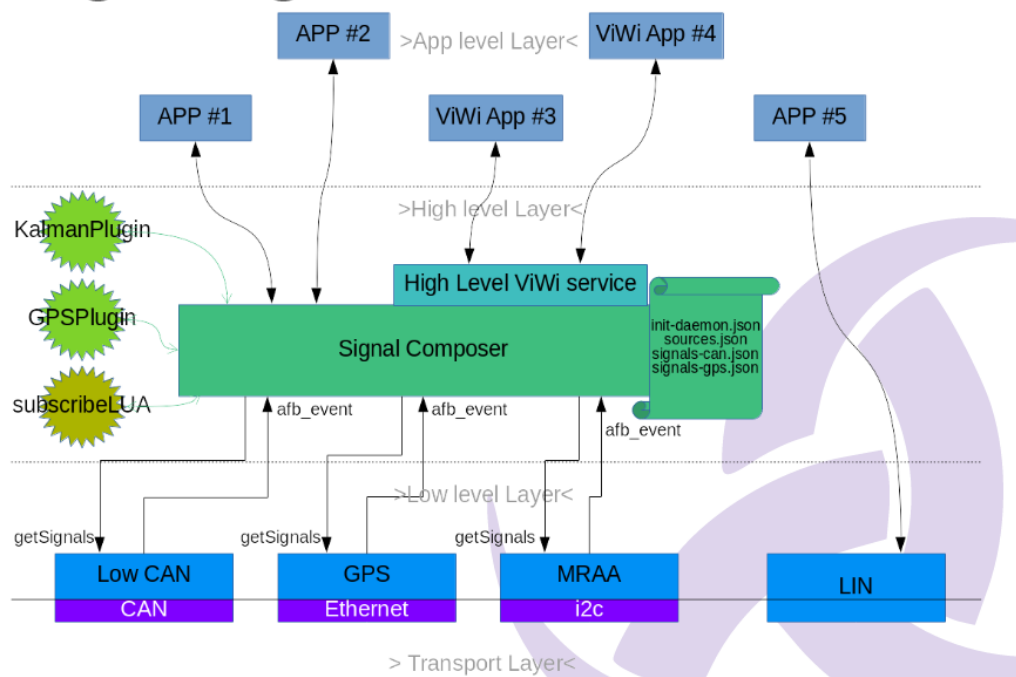 APP #2
>App level Layer<
ViWi App #4
APP #1
ViWi App #3
APP #5
>High level Layer<
KalmanPlugin
High Level ViWi service
GPSPlugin
Signal Composer
init-daemon.json
sources.json
signals-can.json
signals-gps.json
subscribeLUA
afb_event
afb_event
afb_event
>Low level Layer<
getSignals
getSignals
getSignals
Low CAN
GPS
MRAA
LIN
CAN
Ethernet
i2c
> Transport Layer<